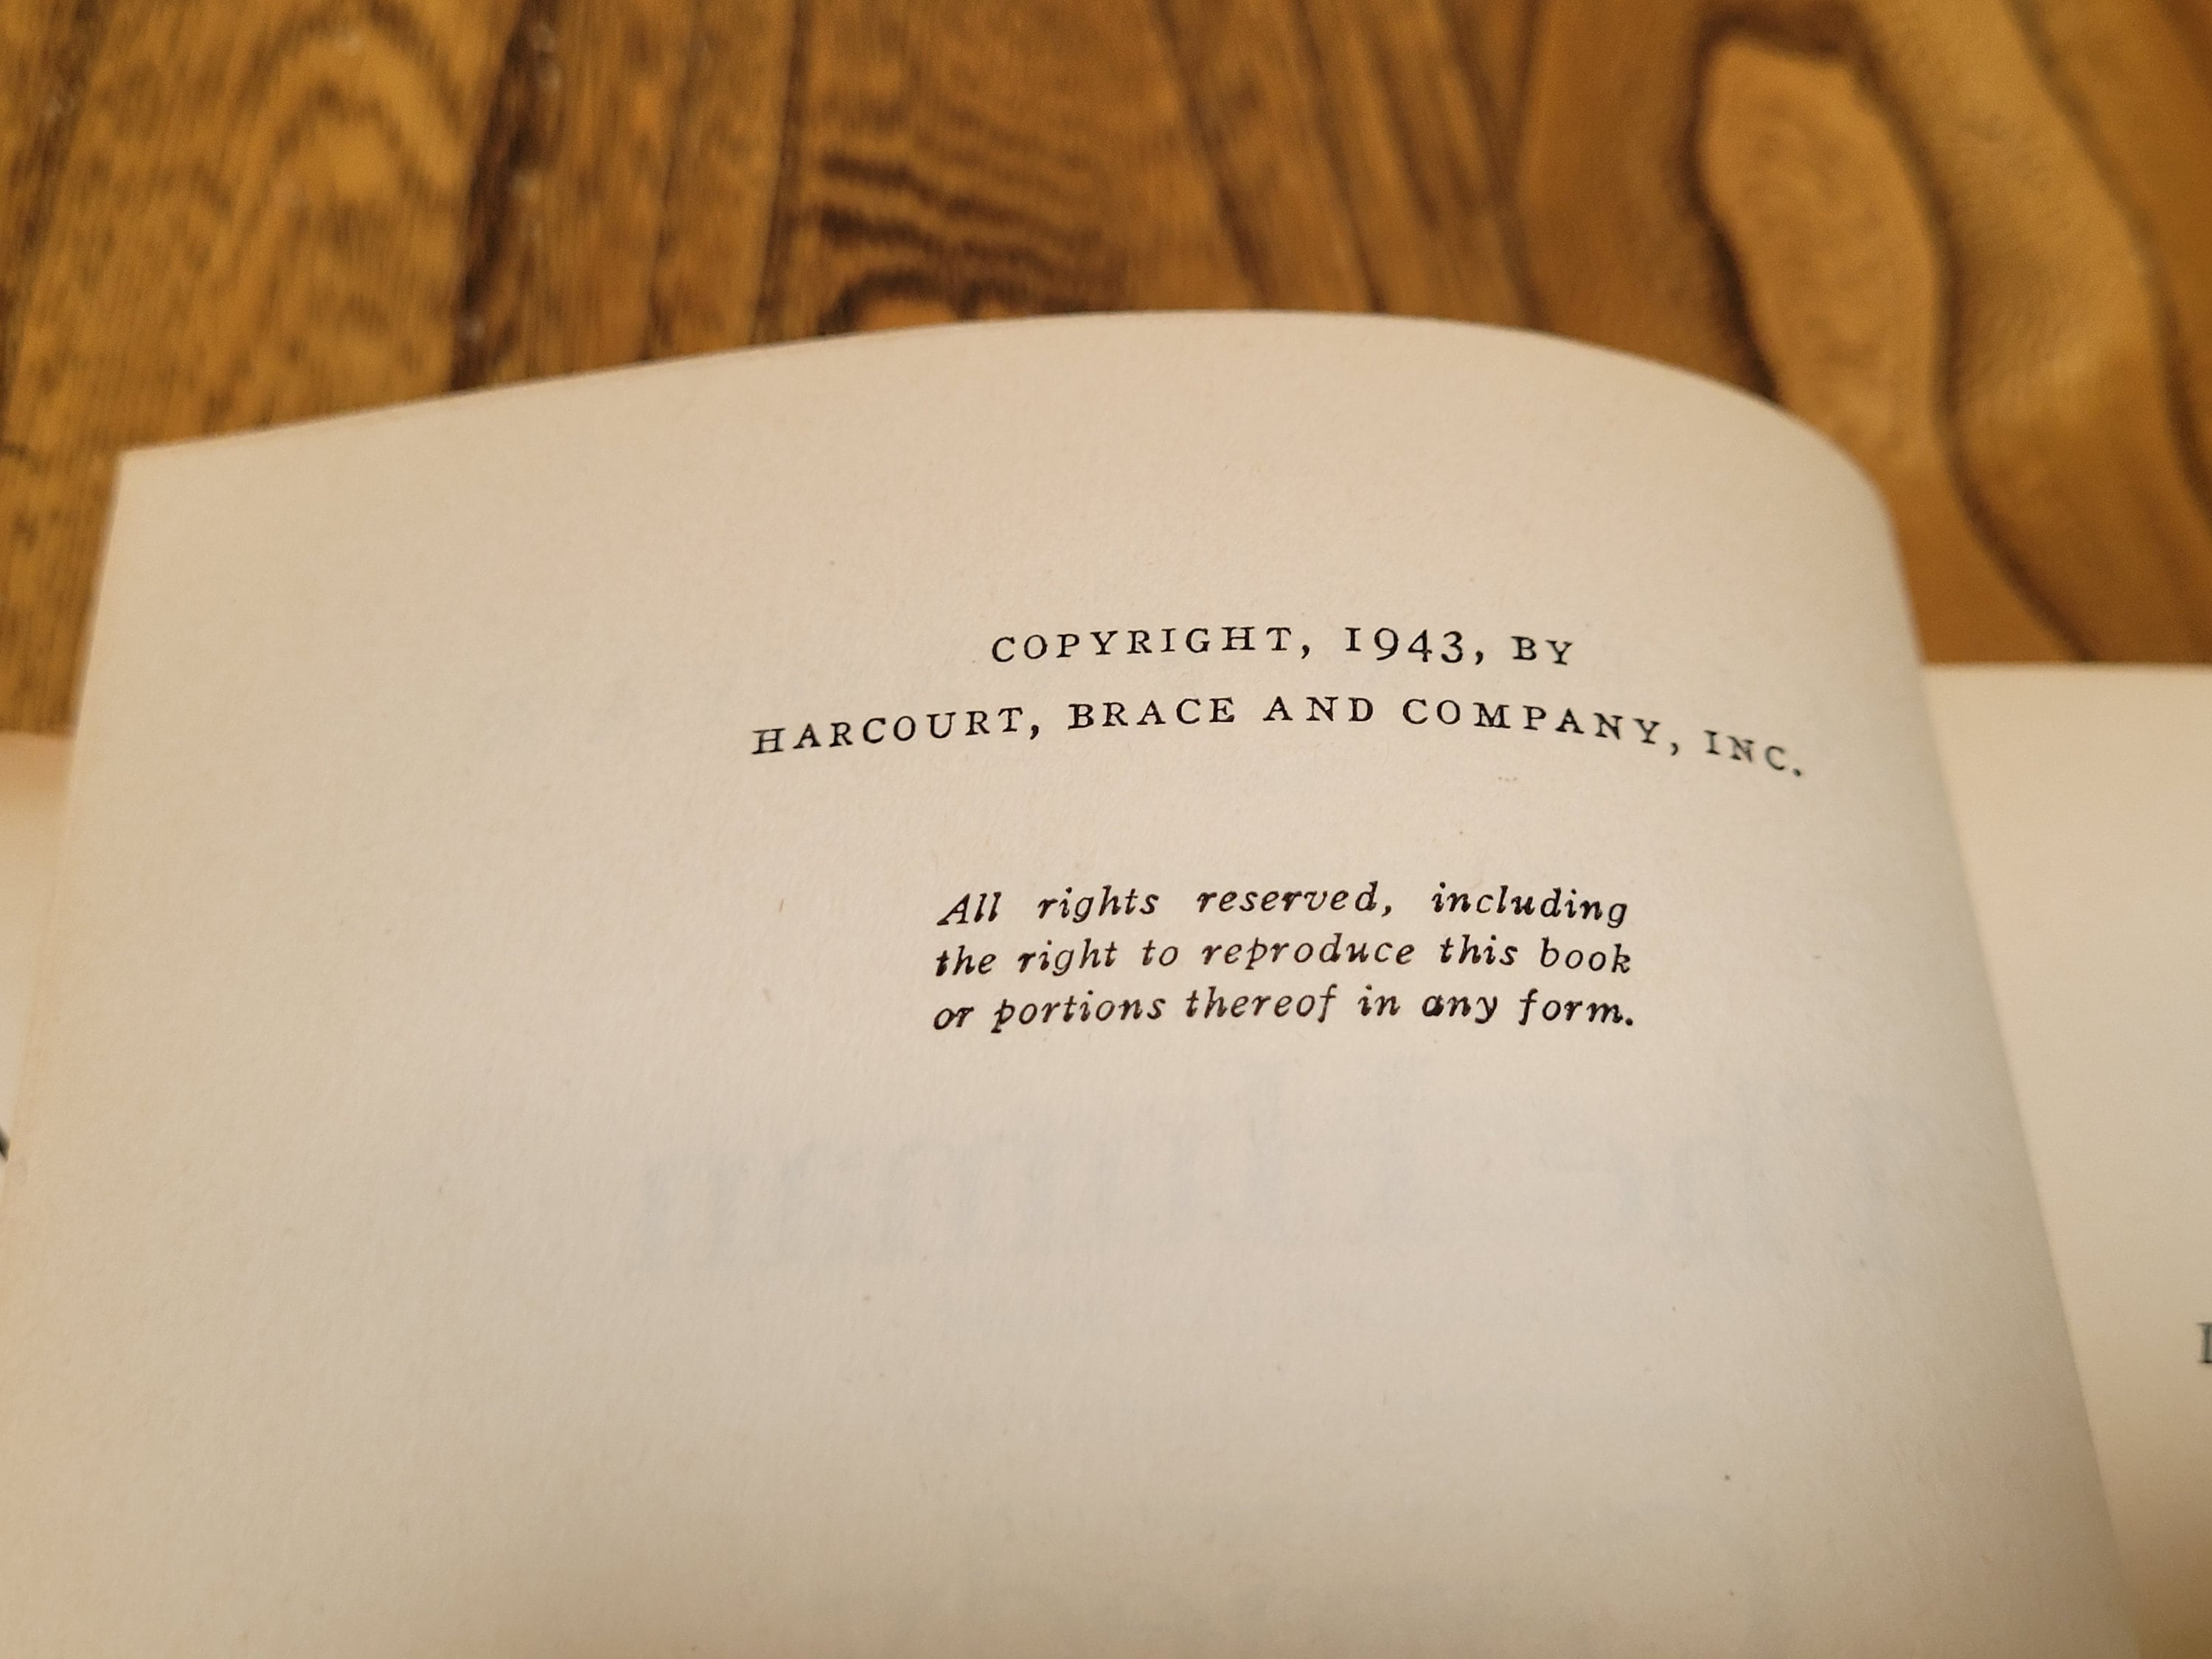 COPYRIGHT, 1943, BY
HARCOURT, BRACE AND COMPANY, INC.
All rights reserved, including
the right to reproduce this book
or portions thereof in any form.